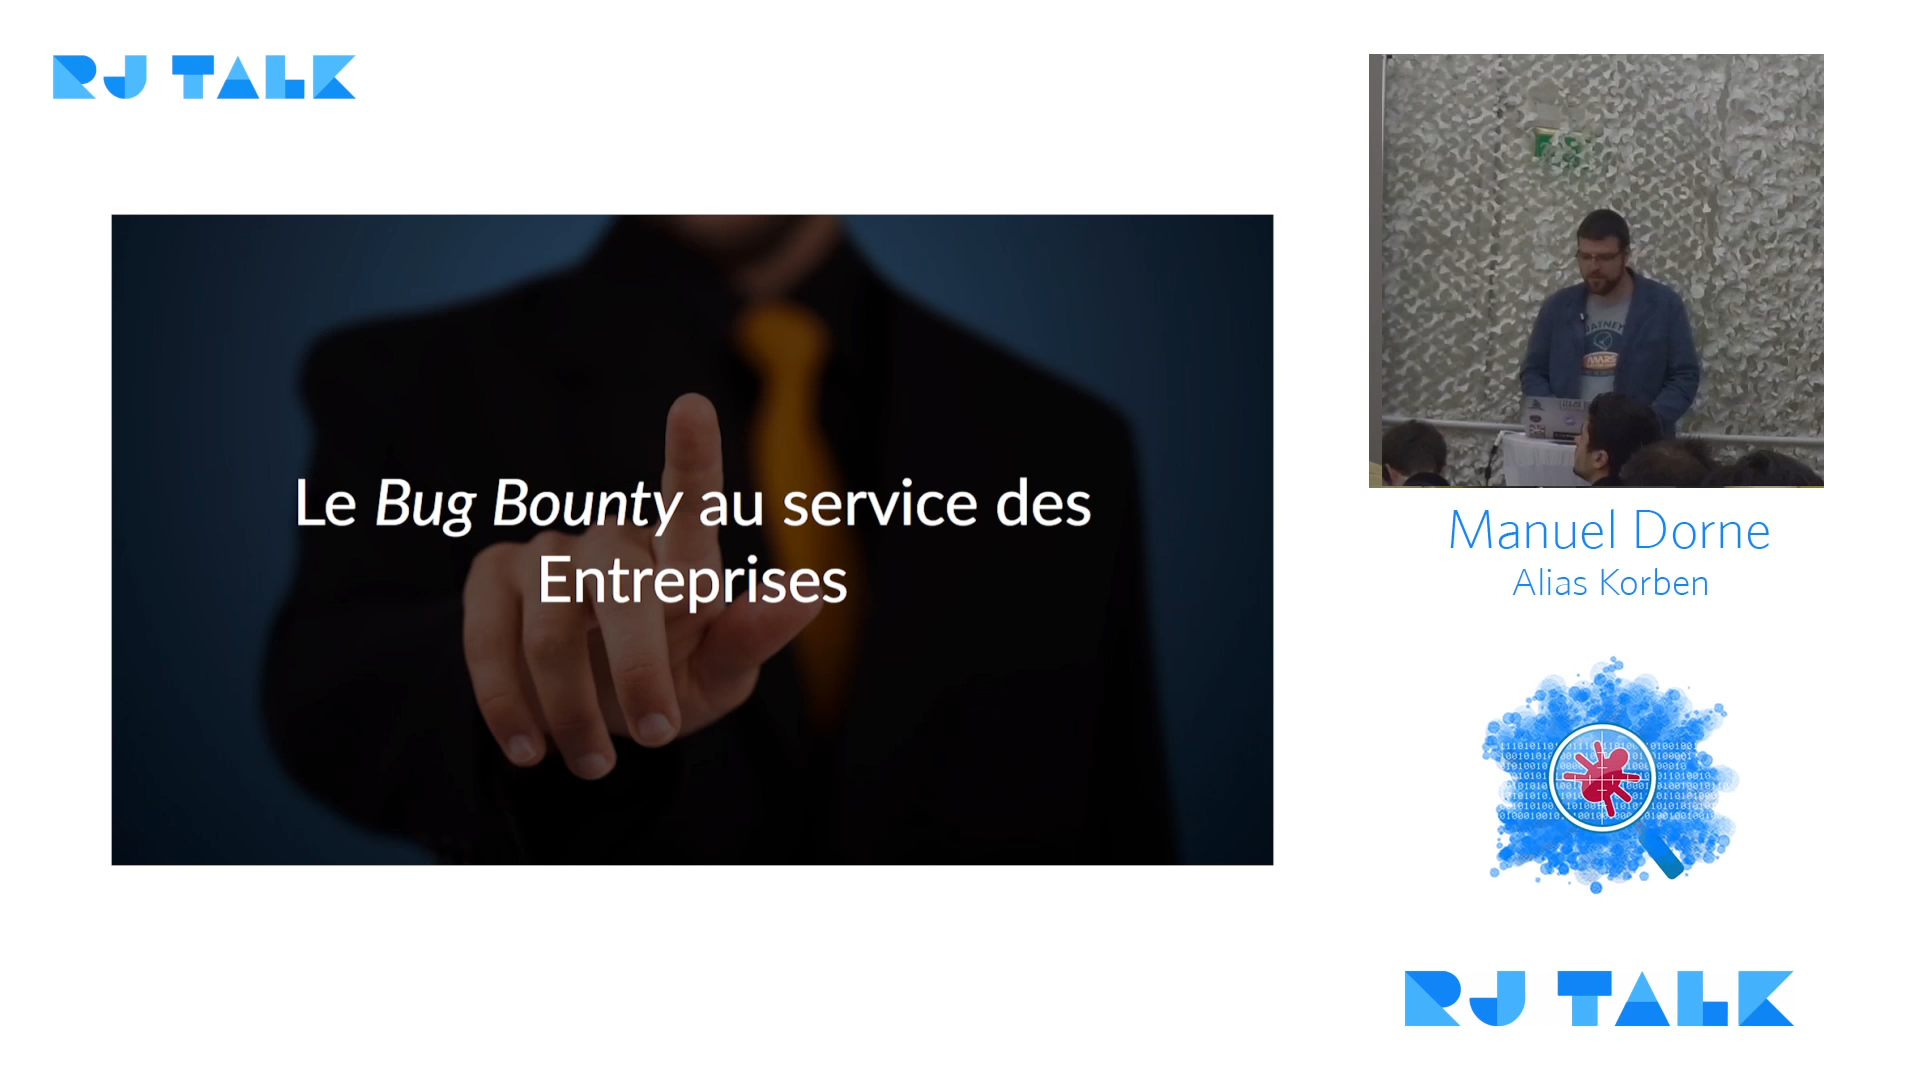 RJ TALK
Le Bug Bounty au service des
Entreprises
Manuel Dorne
Alias Korben
RJ TALK